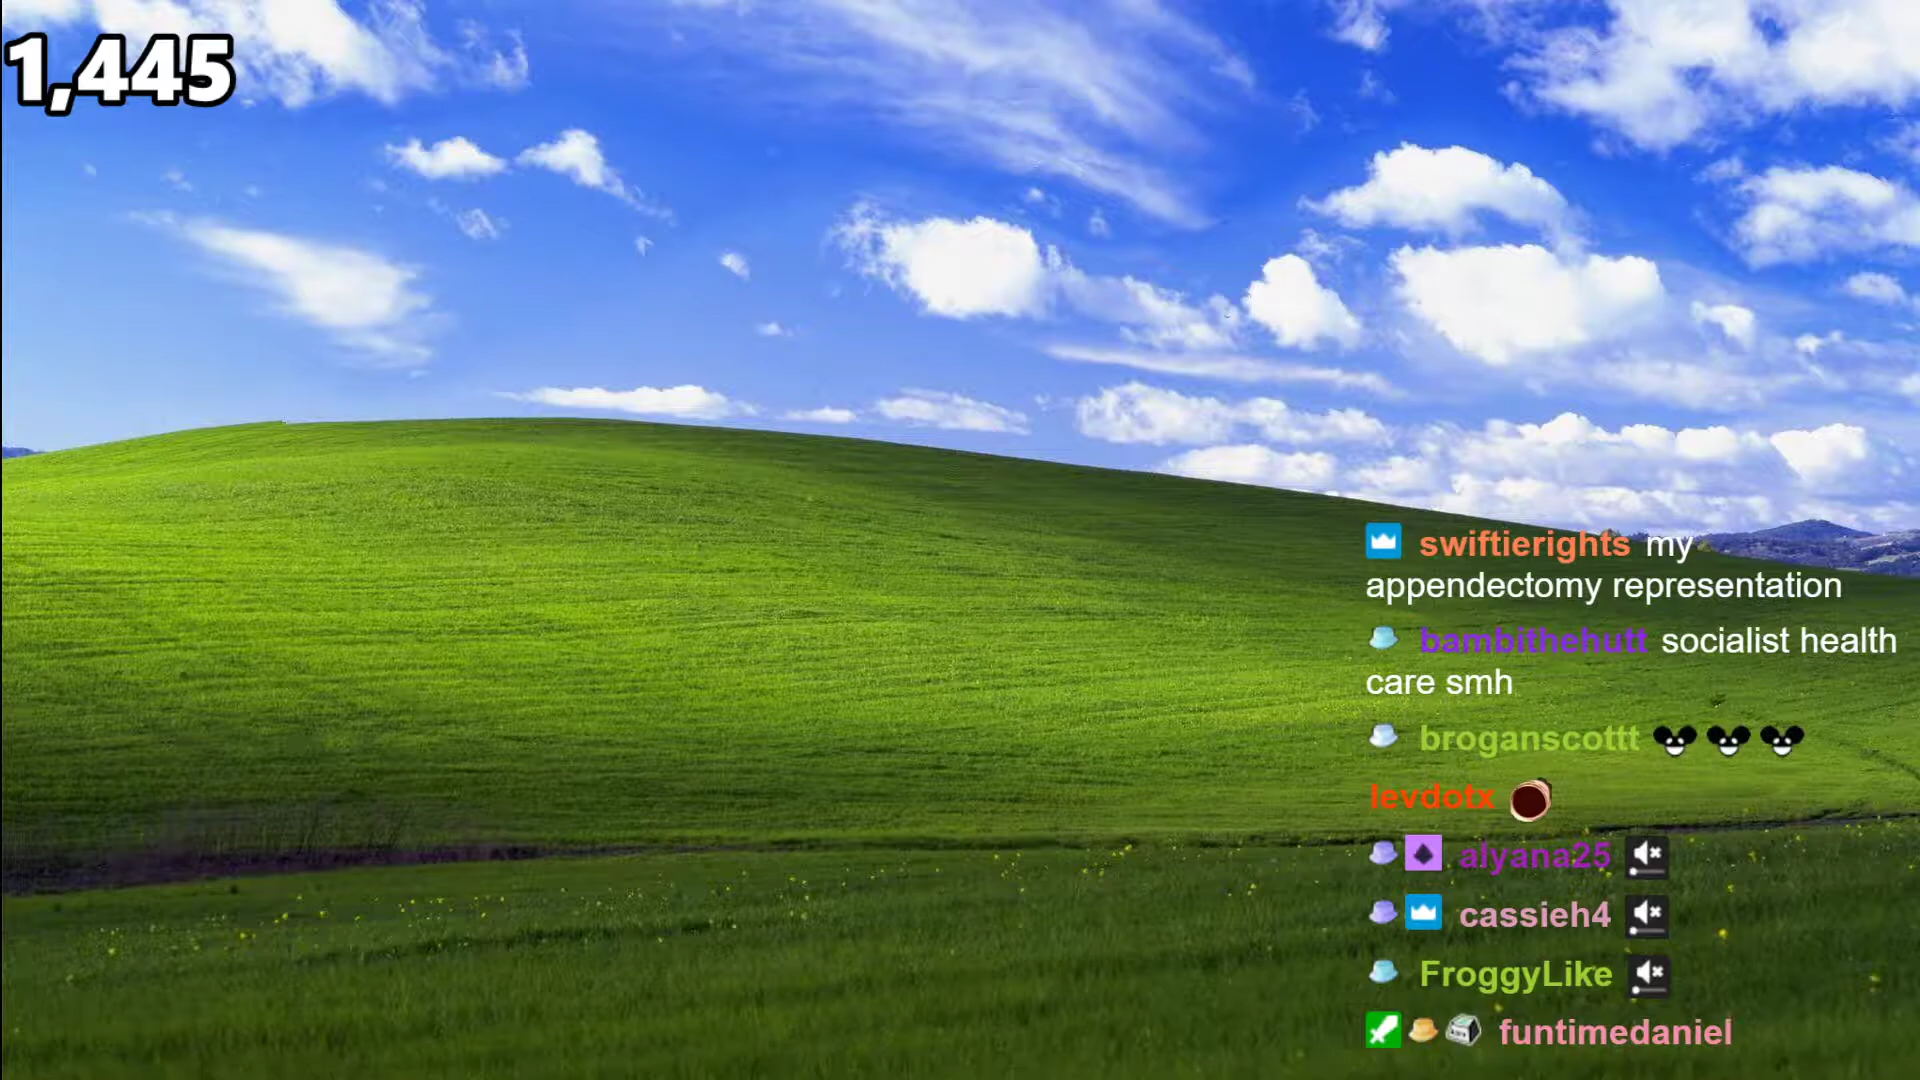 1,445
swiftierights my
appendectomy representation
bambithehutt socialist health
care smh
broganscottt
levdotx
alyana25
cassieh4
FroggyLike
funtimedaniel